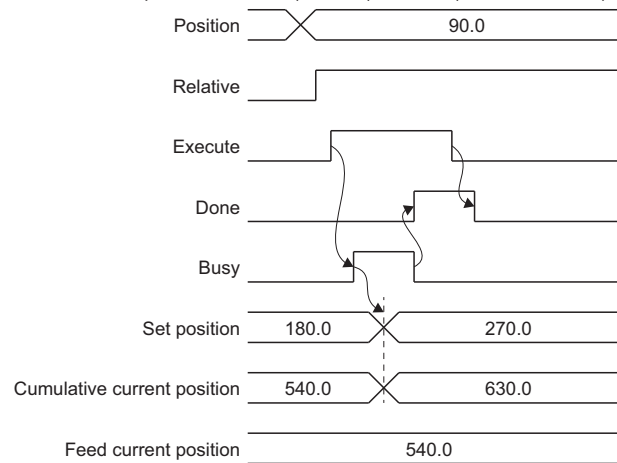 Position 90.0
Relative
Execute
Done
Busy
Set position 180.0 270.0
Cumulative current position 540.0 630.0
Feed current position 540.0